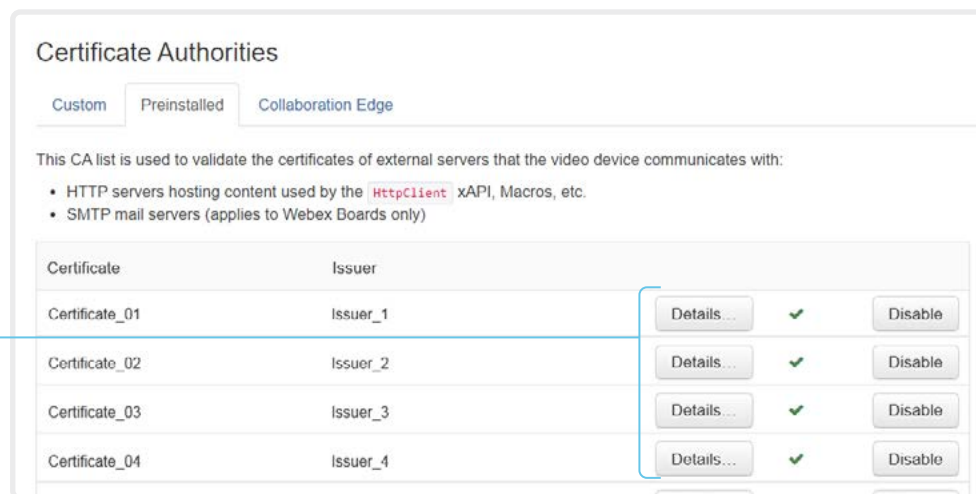 Certificate Authorities
Custom Preinstalled Collaboration Edge
This CA list is used to validate the certificates of external servers that the video device communicates with:
• HTTP servers hosting content used by the HttpClient xAPI, Macros, etc.
• SMTP mail servers (applies to Webex Boards only)
Certificate Issuer
Certificate_01 Issuer_1 Details... Disable
Certificate_02 Issuer_2 Details... Disable
Certificate_03 Issuer_3 Details... Disable
Certificate_04 Issuer_4 Details... Disable